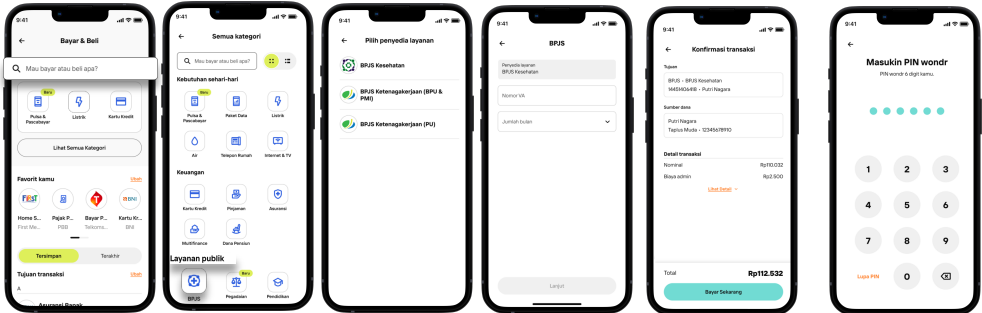 9:41
Bayar & Beli
Mau bayar atau beli apa?
Baru
Pulsa & Pascabayar
Listrik
Kartu Kredit
Lihat Semua Kategori
Favorit kamu
Ubah
FIRST
BNI
Home S...
Pajak P...
Bayar P...
Kartu Kr...
First Me...
PBB
Telkoms...
BNI
Tersimpan
Terakhir
Tujuan transaksi
Ubah
A
Asuransi Banak
9:41
Semua kategori
Mau bayar atau beli apa?
Kebutuhan sehari-hari
Baru
Pulsa & Pascabayar
Paket Data
Listrik
Air
Telepon Rumah
Internet & TV
Keuangan
Kartu Kredit
Pinjaman
Asuransi
Multifinance
Dana Pensiun
Layanan publik
Baru
BPJS
Pegadaian
Pendidikan
9:41
Pilih penyedia layanan
BPJS Kesehatan
BPJS Ketenagakerjaan (BPU &
PMI)
BPJS Ketenagakerjaan (PU)
9:41
BPJS
Penyedia layanan
BPJS Kesehatan
Nomor VA
Jumlah bulan
Lanjut
9:41
Konfirmasi transaksi
Tujuan
BPJS - BPJS Kesehatan
14451406418 - Putri Nagara
Sumber dana
Putri Nagara
Taplus Muda - 12345678910
Detail transaksi
Nominal
Rp110.032
Biaya admin
Rp2.500
Lihat Detail
Total
Rp112.532
Bayar Sekarang
9:41
Masukin PIN wondr
PIN wondr 6 digit kamu.
1 2 3
4 5 6
7 8 9
Lupa PIN 0